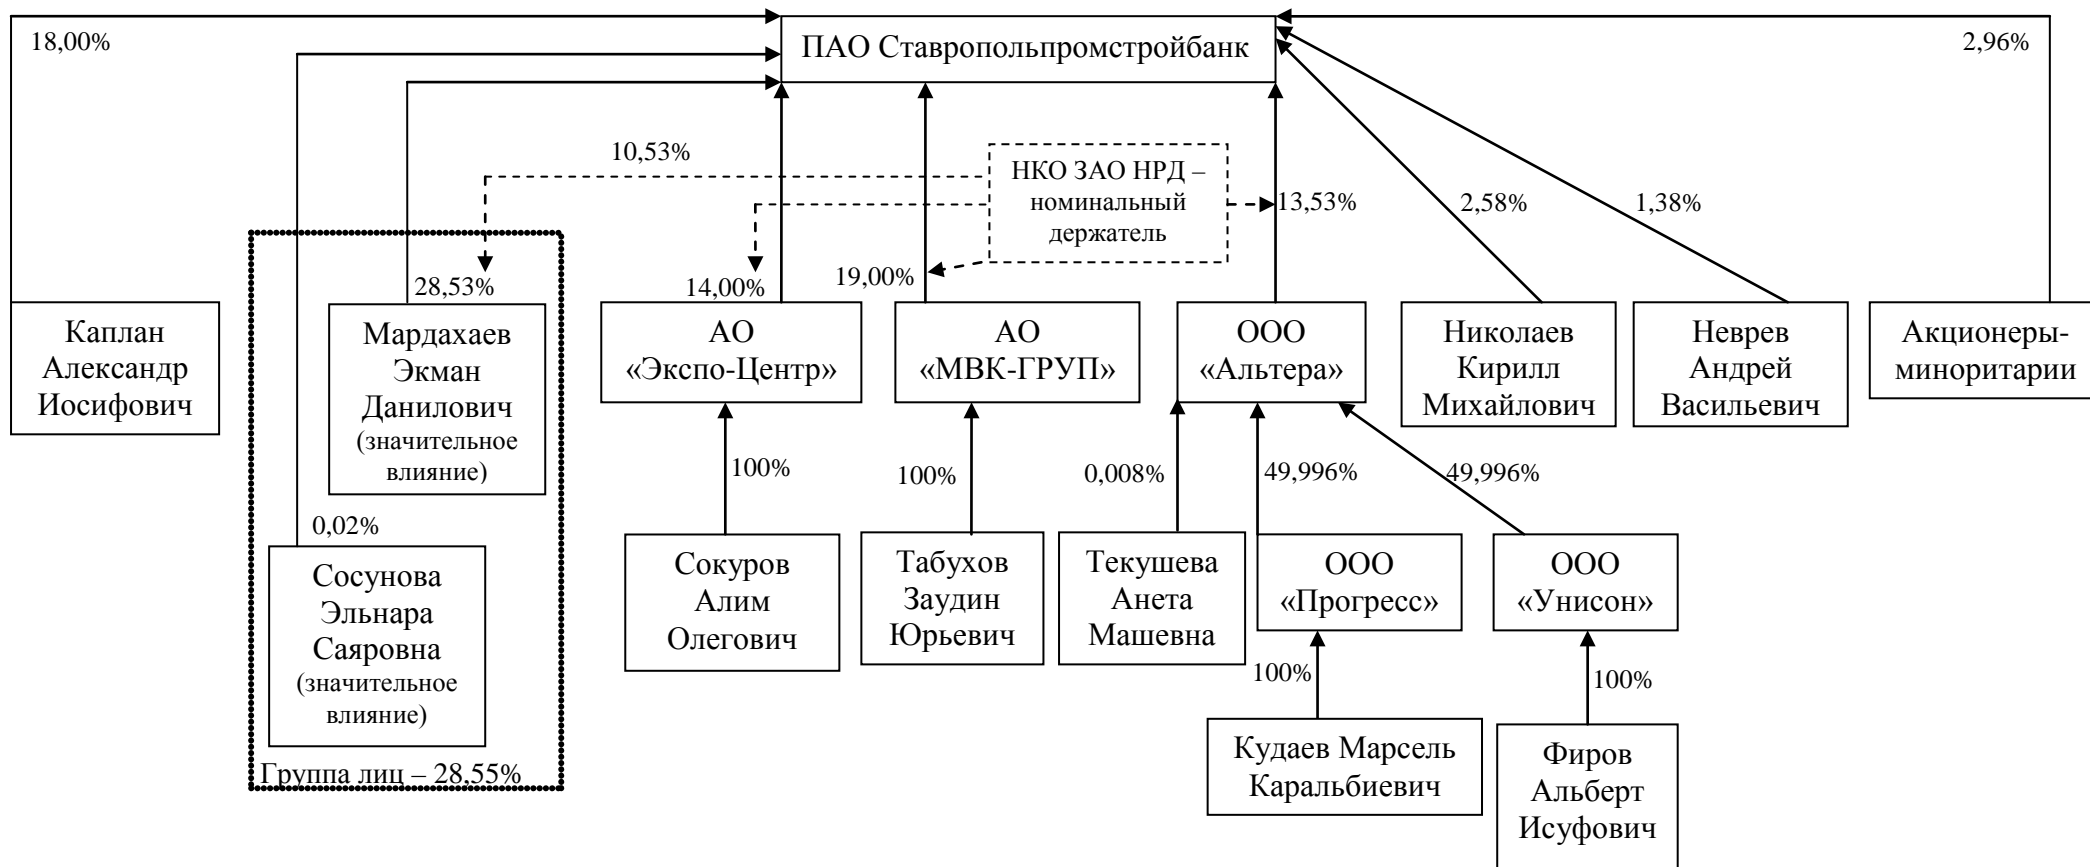 ПАО Ставропольпромстройбанк
18,00%
2,96%
10,53%
НКО ЗАО НРД –
номинальный
держатель
13,53%
2,58%
1,38%
28,53%
14,00%
19,00%
Каплан
Александр
Иосифович
Мардахаев
Экман
Данилович
(значительное
влияние)
АО
«Экспо-Центр»
АО
«МВК-ГРУП»
ООО
«Альтера»
Николаев
Кирилл
Михайлович
Неврев
Андрей
Васильевич
Акционеры-
миноритарии
100%
100%
0,008%
49,996%
49,996%
0,02%
Сосунова
Эльнара
Саяровна
(значительное
влияние)
Группа лиц – 28,55%
Сокуров
Алим
Олегович
Табухов
Заудин
Юрьевич
Текушева
Анета
Машевна
ООО
«Прогресс»
ООО
«Унисон»
100%
100%
Кудаев Марсель
Каральбиевич
Фиров
Альберт
Исуфович